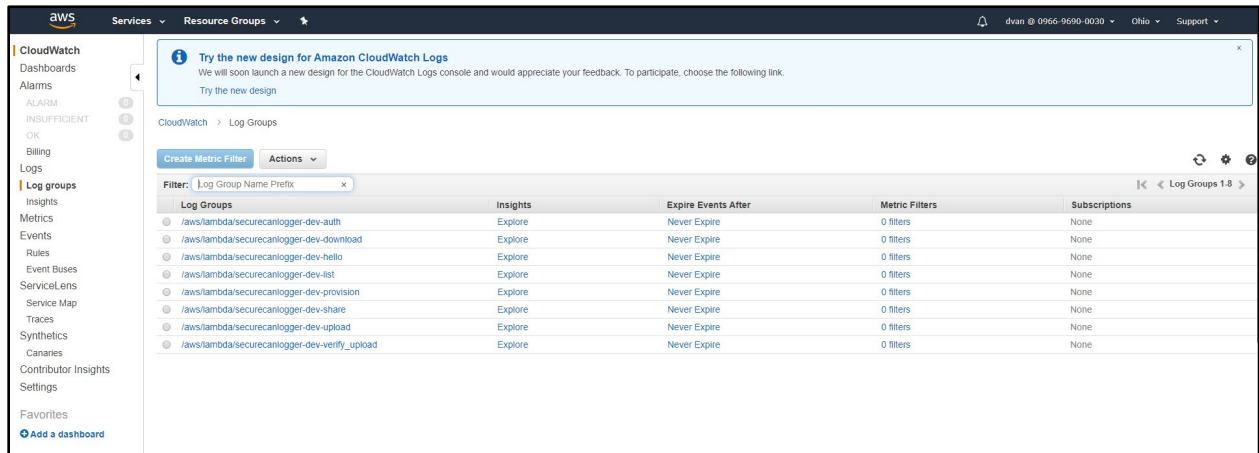 aws Services Resource Groups dvan @ 0966-9690-0030 Ohio Support
CloudWatch
Dashboards
Alarms
ALARM 0
INSUFFICIENT 0
OK 0
Billing
Logs
Log groups
Insights
Metrics
Events
Rules
Event Buses
ServiceLens
Service Map
Traces
Synthetics
Canaries
Contributor Insights
Settings
Favorites
Add a dashboard
Try the new design for Amazon CloudWatch Logs
We will soon launch a new design for the CloudWatch Logs console and would appreciate your feedback. To participate, choose the following link.
Try the new design
CloudWatch > Log Groups
Create Metric Filter Actions
Filter: Log Group Name Prefix x Log Groups 1-8
Log Groups Insights Expire Events After Metric Filters Subscriptions
/aws/lambda/securecanlogger-dev-auth Explore Never Expire 0 filters None
/aws/lambda/securecanlogger-dev-download Explore Never Expire 0 filters None
/aws/lambda/securecanlogger-dev-hello Explore Never Expire 0 filters None
/aws/lambda/securecanlogger-dev-list Explore Never Expire 0 filters None
/aws/lambda/securecanlogger-dev-provision Explore Never Expire 0 filters None
/aws/lambda/securecanlogger-dev-share Explore Never Expire 0 filters None
/aws/lambda/securecanlogger-dev-upload Explore Never Expire 0 filters None
/aws/lambda/securecanlogger-dev-verify_upload Explore Never Expire 0 filters None